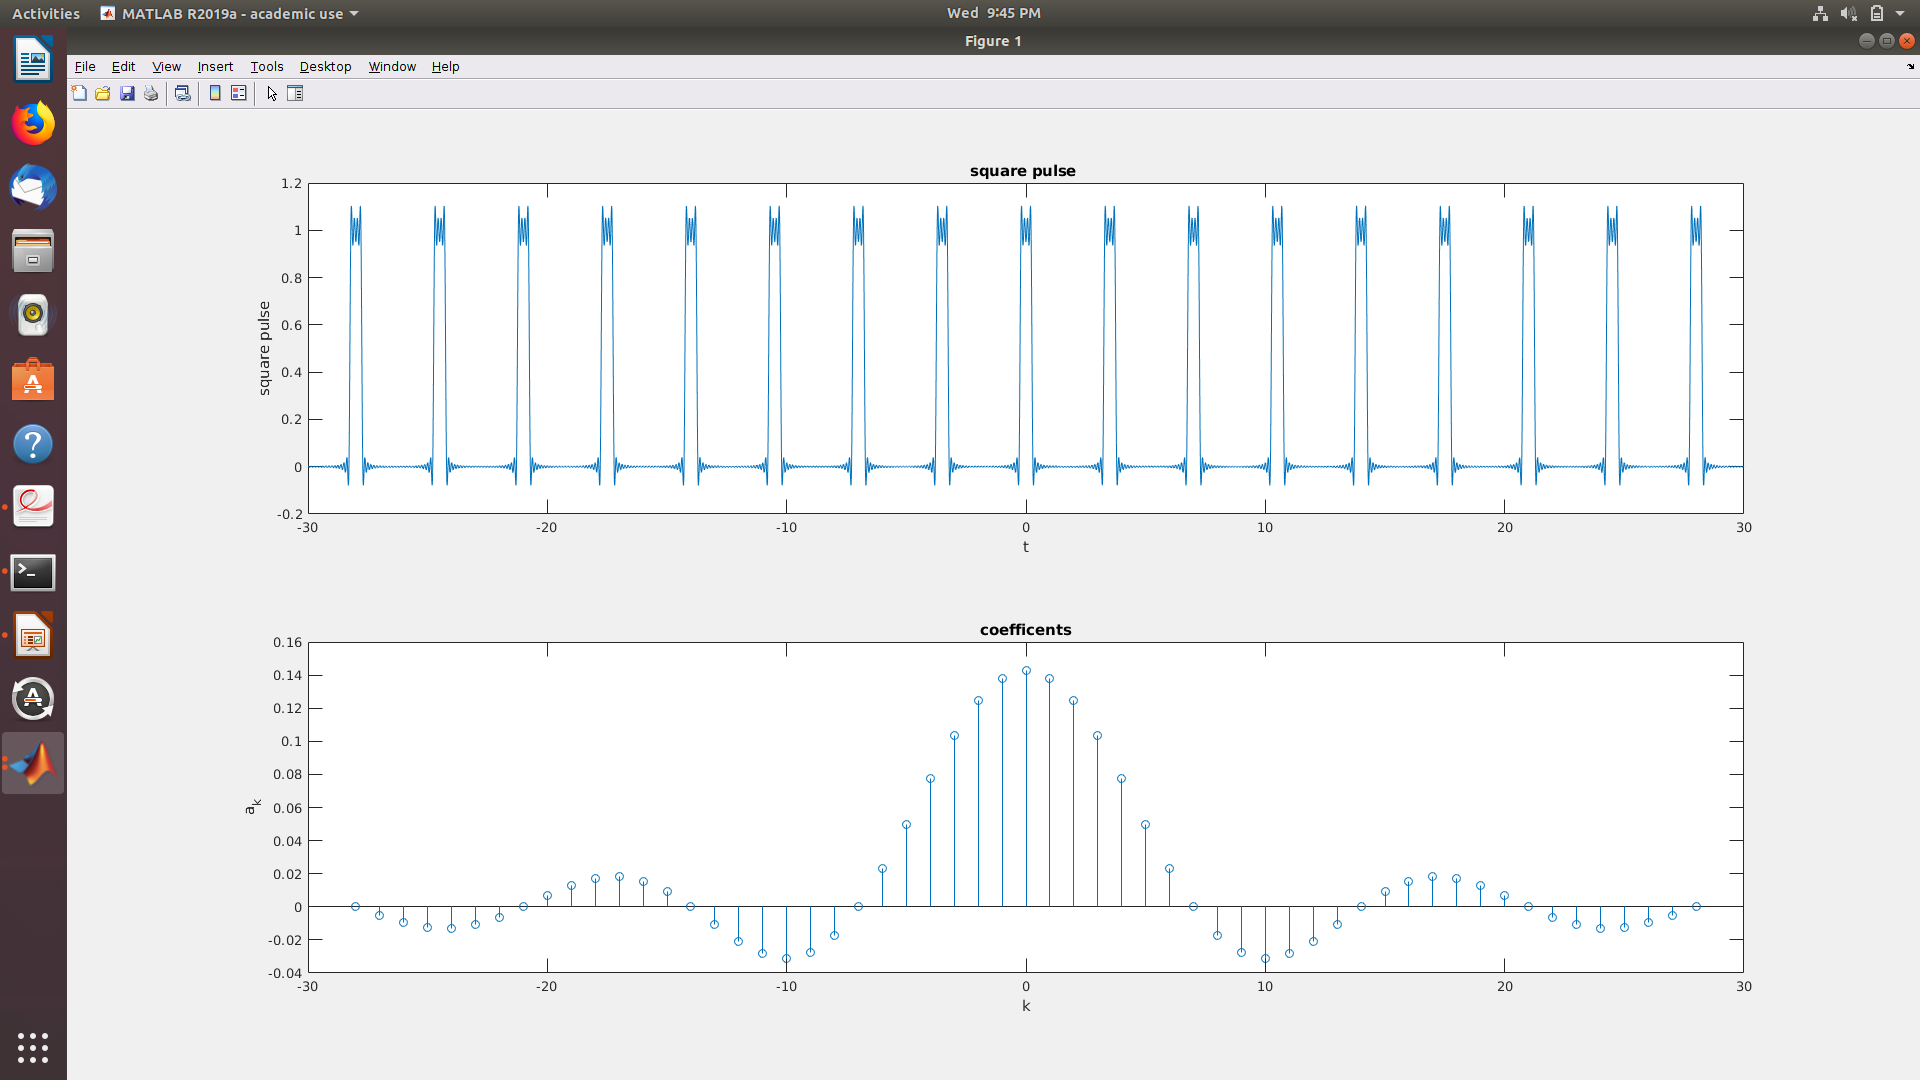 Activities MATLAB R2019a - academic use Wed 9:45 PM
Figure 1
File Edit View Insert Tools Desktop Window Help
square pulse
1.2
1
0.8
0.6
0.4
0.2
0
-0.2
square pulse
-30 -20 -10 0 10 20 30
t
coefficents
0.16
0.14
0.12
0.1
0.08
0.06
0.04
0.02
0
-0.02
-0.04
a_k
-30 -20 -10 0 10 20 30
k